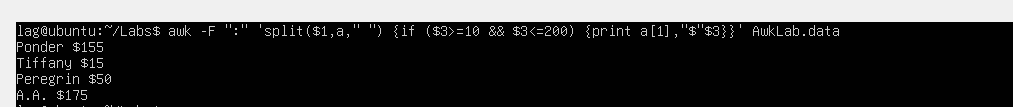 lag@ubuntu:~/Labs$ awk -F ":" 'split($1,a," ") {if ($3>=10 && $3<=200) {print a[1],"$"$3}}' AwkLab.data
Ponder $155
Tiffany $15
Peregrin $50
A.A. $175